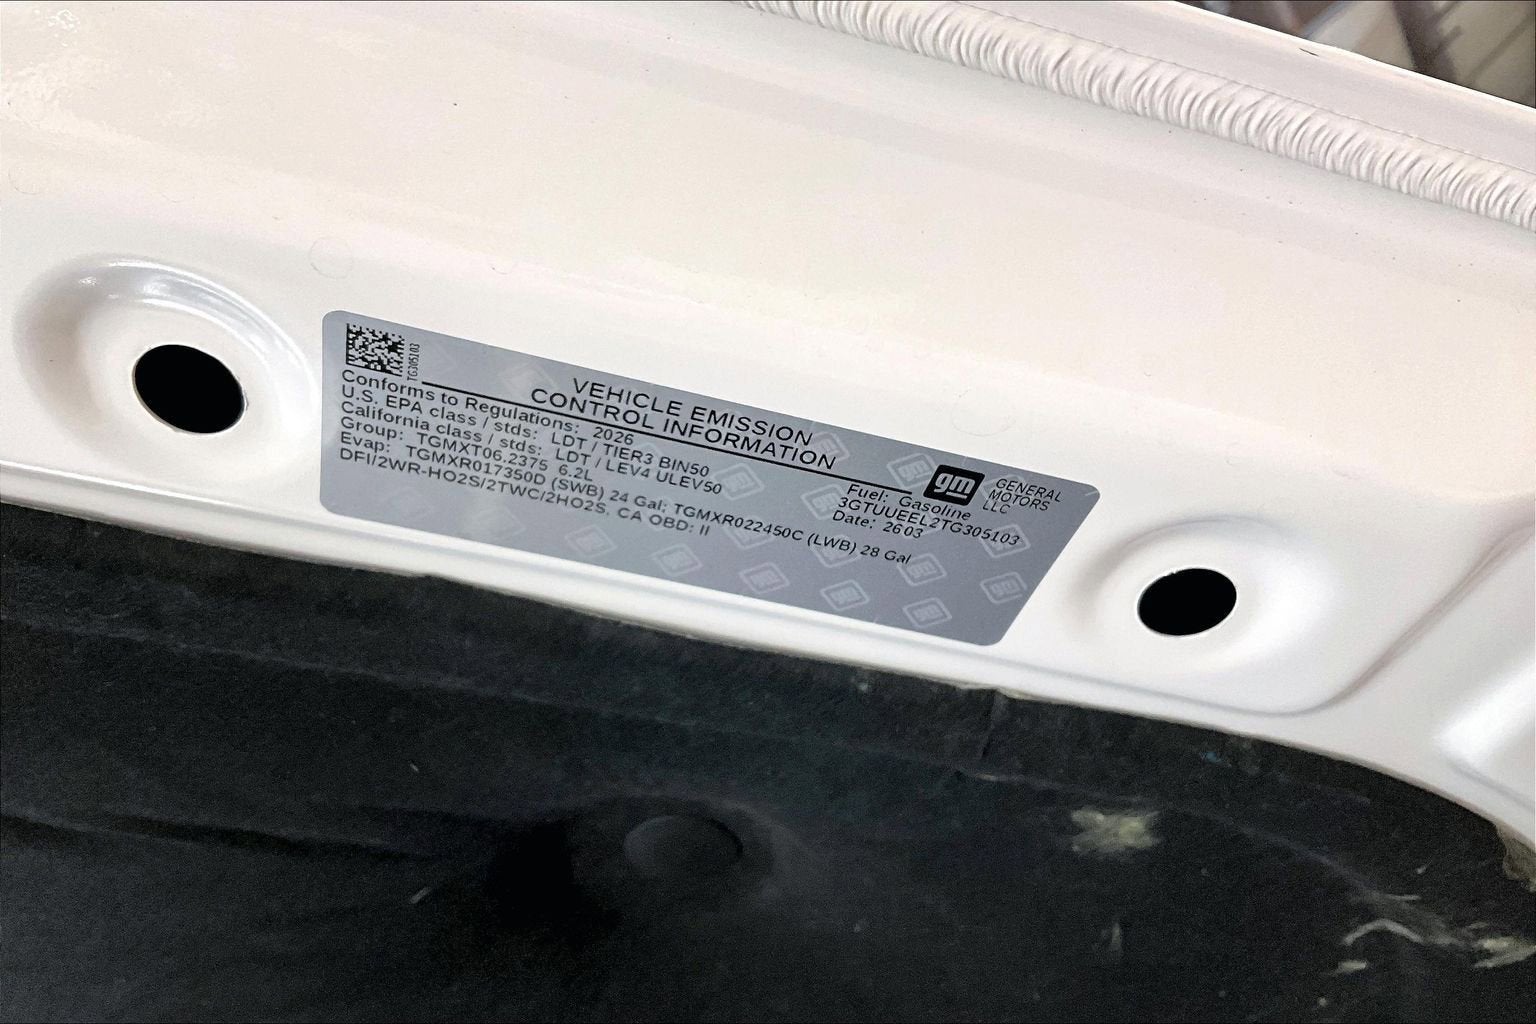 TG305103
VEHICLE EMISSION
CONTROL INFORMATION
gm
GENERAL
MOTORS
LLC
Conforms to Regulations: 2026
U.S. EPA class / stds: LDT / TIER3 BIN50
California class / stds: LDT / LEV4 ULEV50
Group: TGMXT06.2375 6.2L
Evap: TGMXR017350D (SWB) 24 Gal; TGMXR022450C (LWB) 28 Gal
DFI/2WR-HO2S/2TWC/2HO2S, CA OBD: II
Fuel: Gasoline
3GTUUEEL2TG305103
Date: 2603